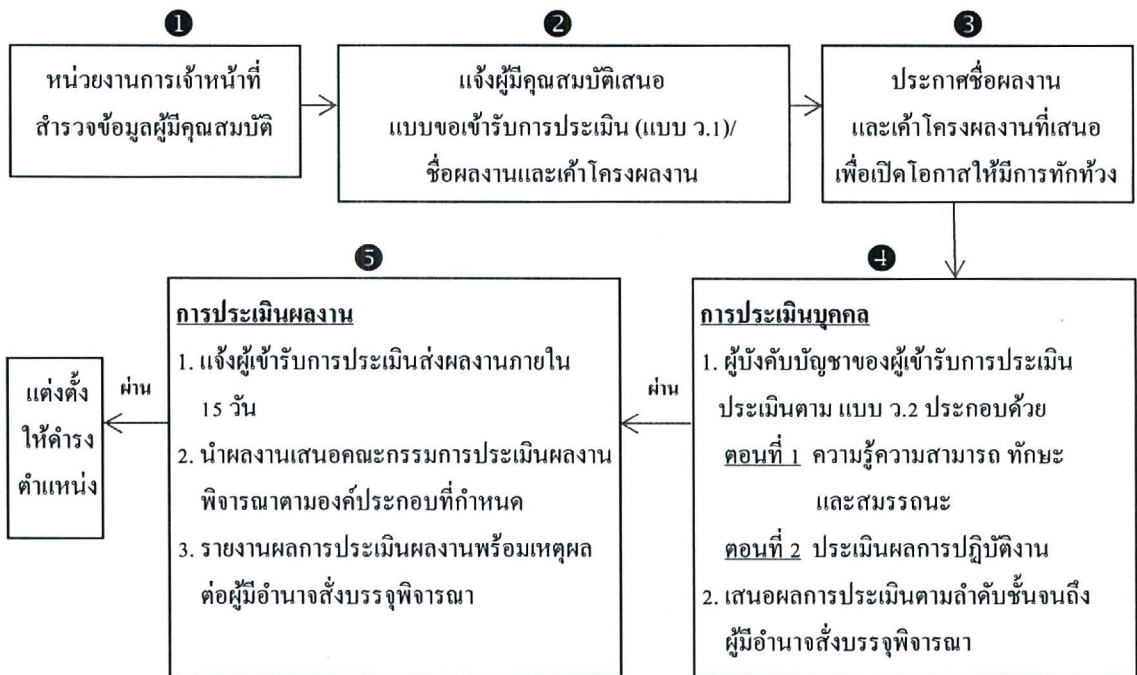 ❶
หน่วยงานการเจ้าหน้าที่
สำรวจข้อมูลผู้มีคุณสมบัติ
❷
แจ้งผู้มีคุณสมบัติเสนอ
แบบขอเข้ารับการประเมิน (แบบ ว.1)/
ชื่อผลงานและเค้าโครงผลงาน
❸
ประกาศชื่อผลงาน
และเค้าโครงผลงานที่เสนอ
เพื่อเปิดโอกาสให้มีการทักท้วง
❹
การประเมินบุคคล
1. ผู้บังคับบัญชาของผู้เข้ารับการประเมิน
ประเมินตาม แบบ ว.2 ประกอบด้วย
ตอนที่ 1 ความรู้ความสามารถ ทักษะ
และสมรรถนะ
ตอนที่ 2 ประเมินผลการปฏิบัติงาน
2. เสนอผลการประเมินตามลำดับชั้นจนถึง
ผู้มีอำนาจสั่งบรรจุพิจารณา
ผ่าน
❺
การประเมินผลงาน
1. แจ้งผู้เข้ารับการประเมินส่งผลงานภายใน
15 วัน
2. นำผลงานเสนอคณะกรรมการประเมินผลงาน
พิจารณาตามองค์ประกอบที่กำหนด
3. รายงานผลการประเมินผลงานพร้อมเหตุผล
ต่อผู้มีอำนาจสั่งบรรจุพิจารณา
ผ่าน
แต่งตั้ง
ให้ดำรง
ตำแหน่ง